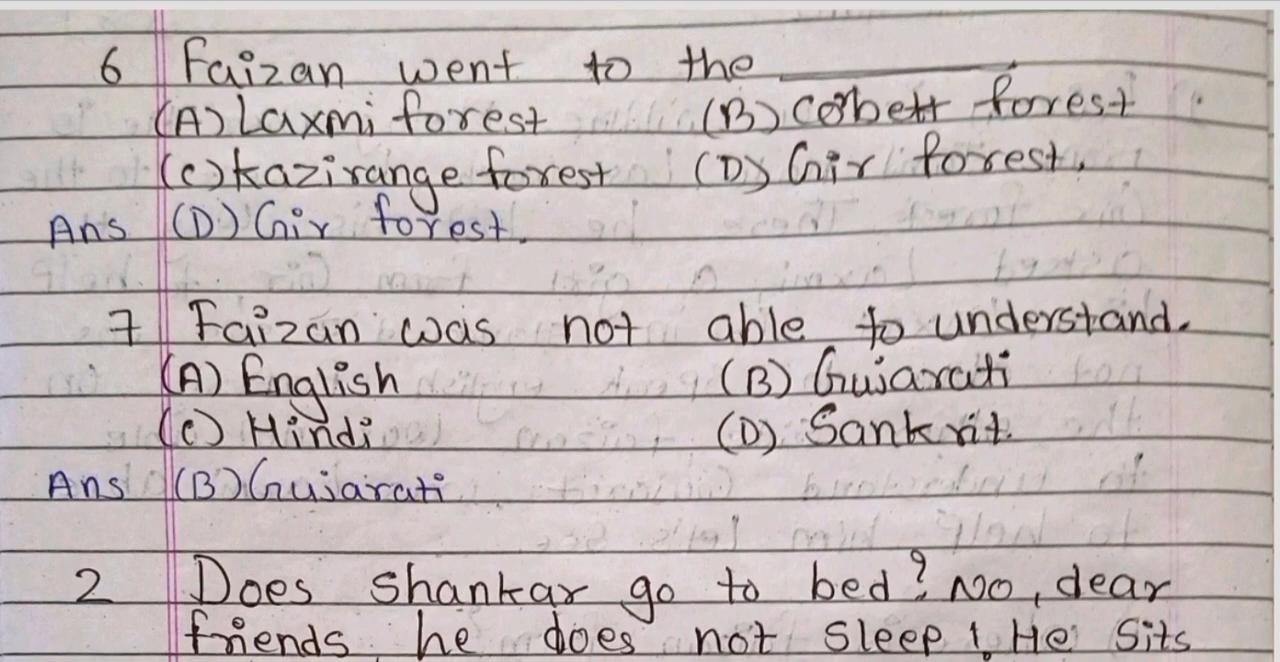 6 Faizan went to the ________.
(A) Laxmi forest (B) Corbett forest
(C) kazirange forest (D) Gir forest.
Ans (D) Gir forest.
7 Faizan was not able to understand.
(A) English (B) Gujarati
(C) Hindi (D) Sankrit.
Ans (B) Gujarati
2 Does Shankar go to bed? No, dear
friends. he does not sleep! He sits